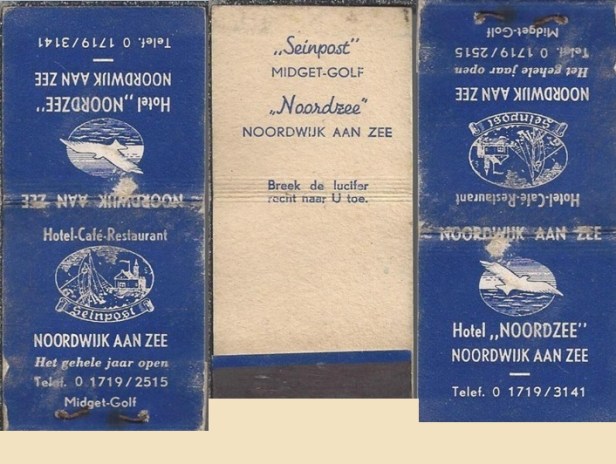 Telef. 0 1719/3141
NOORDWIJK AAN ZEE
Hotel „NOORDZEE”
NOORDWIJK AAN ZEE
Hotel-Café-Restaurant
Seinpost
NOORDWIJK AAN ZEE
Het gehele jaar open
Telef. 0 1719/2515
Midget-Golf
„Seinpost”
MIDGET-GOLF
„Noordzee”
NOORDWIJK AAN ZEE
Breek de lucifer
recht naar U toe.
Midget-Golf
Telef. 0 1719/2515
Het gehele jaar open
NOORDWIJK AAN ZEE
Seinpost
Hotel-Café-Restaurant
NOORDWIJK AAN ZEE
Hotel „NOORDZEE”
NOORDWIJK AAN ZEE
Telef. 0 1719/3141